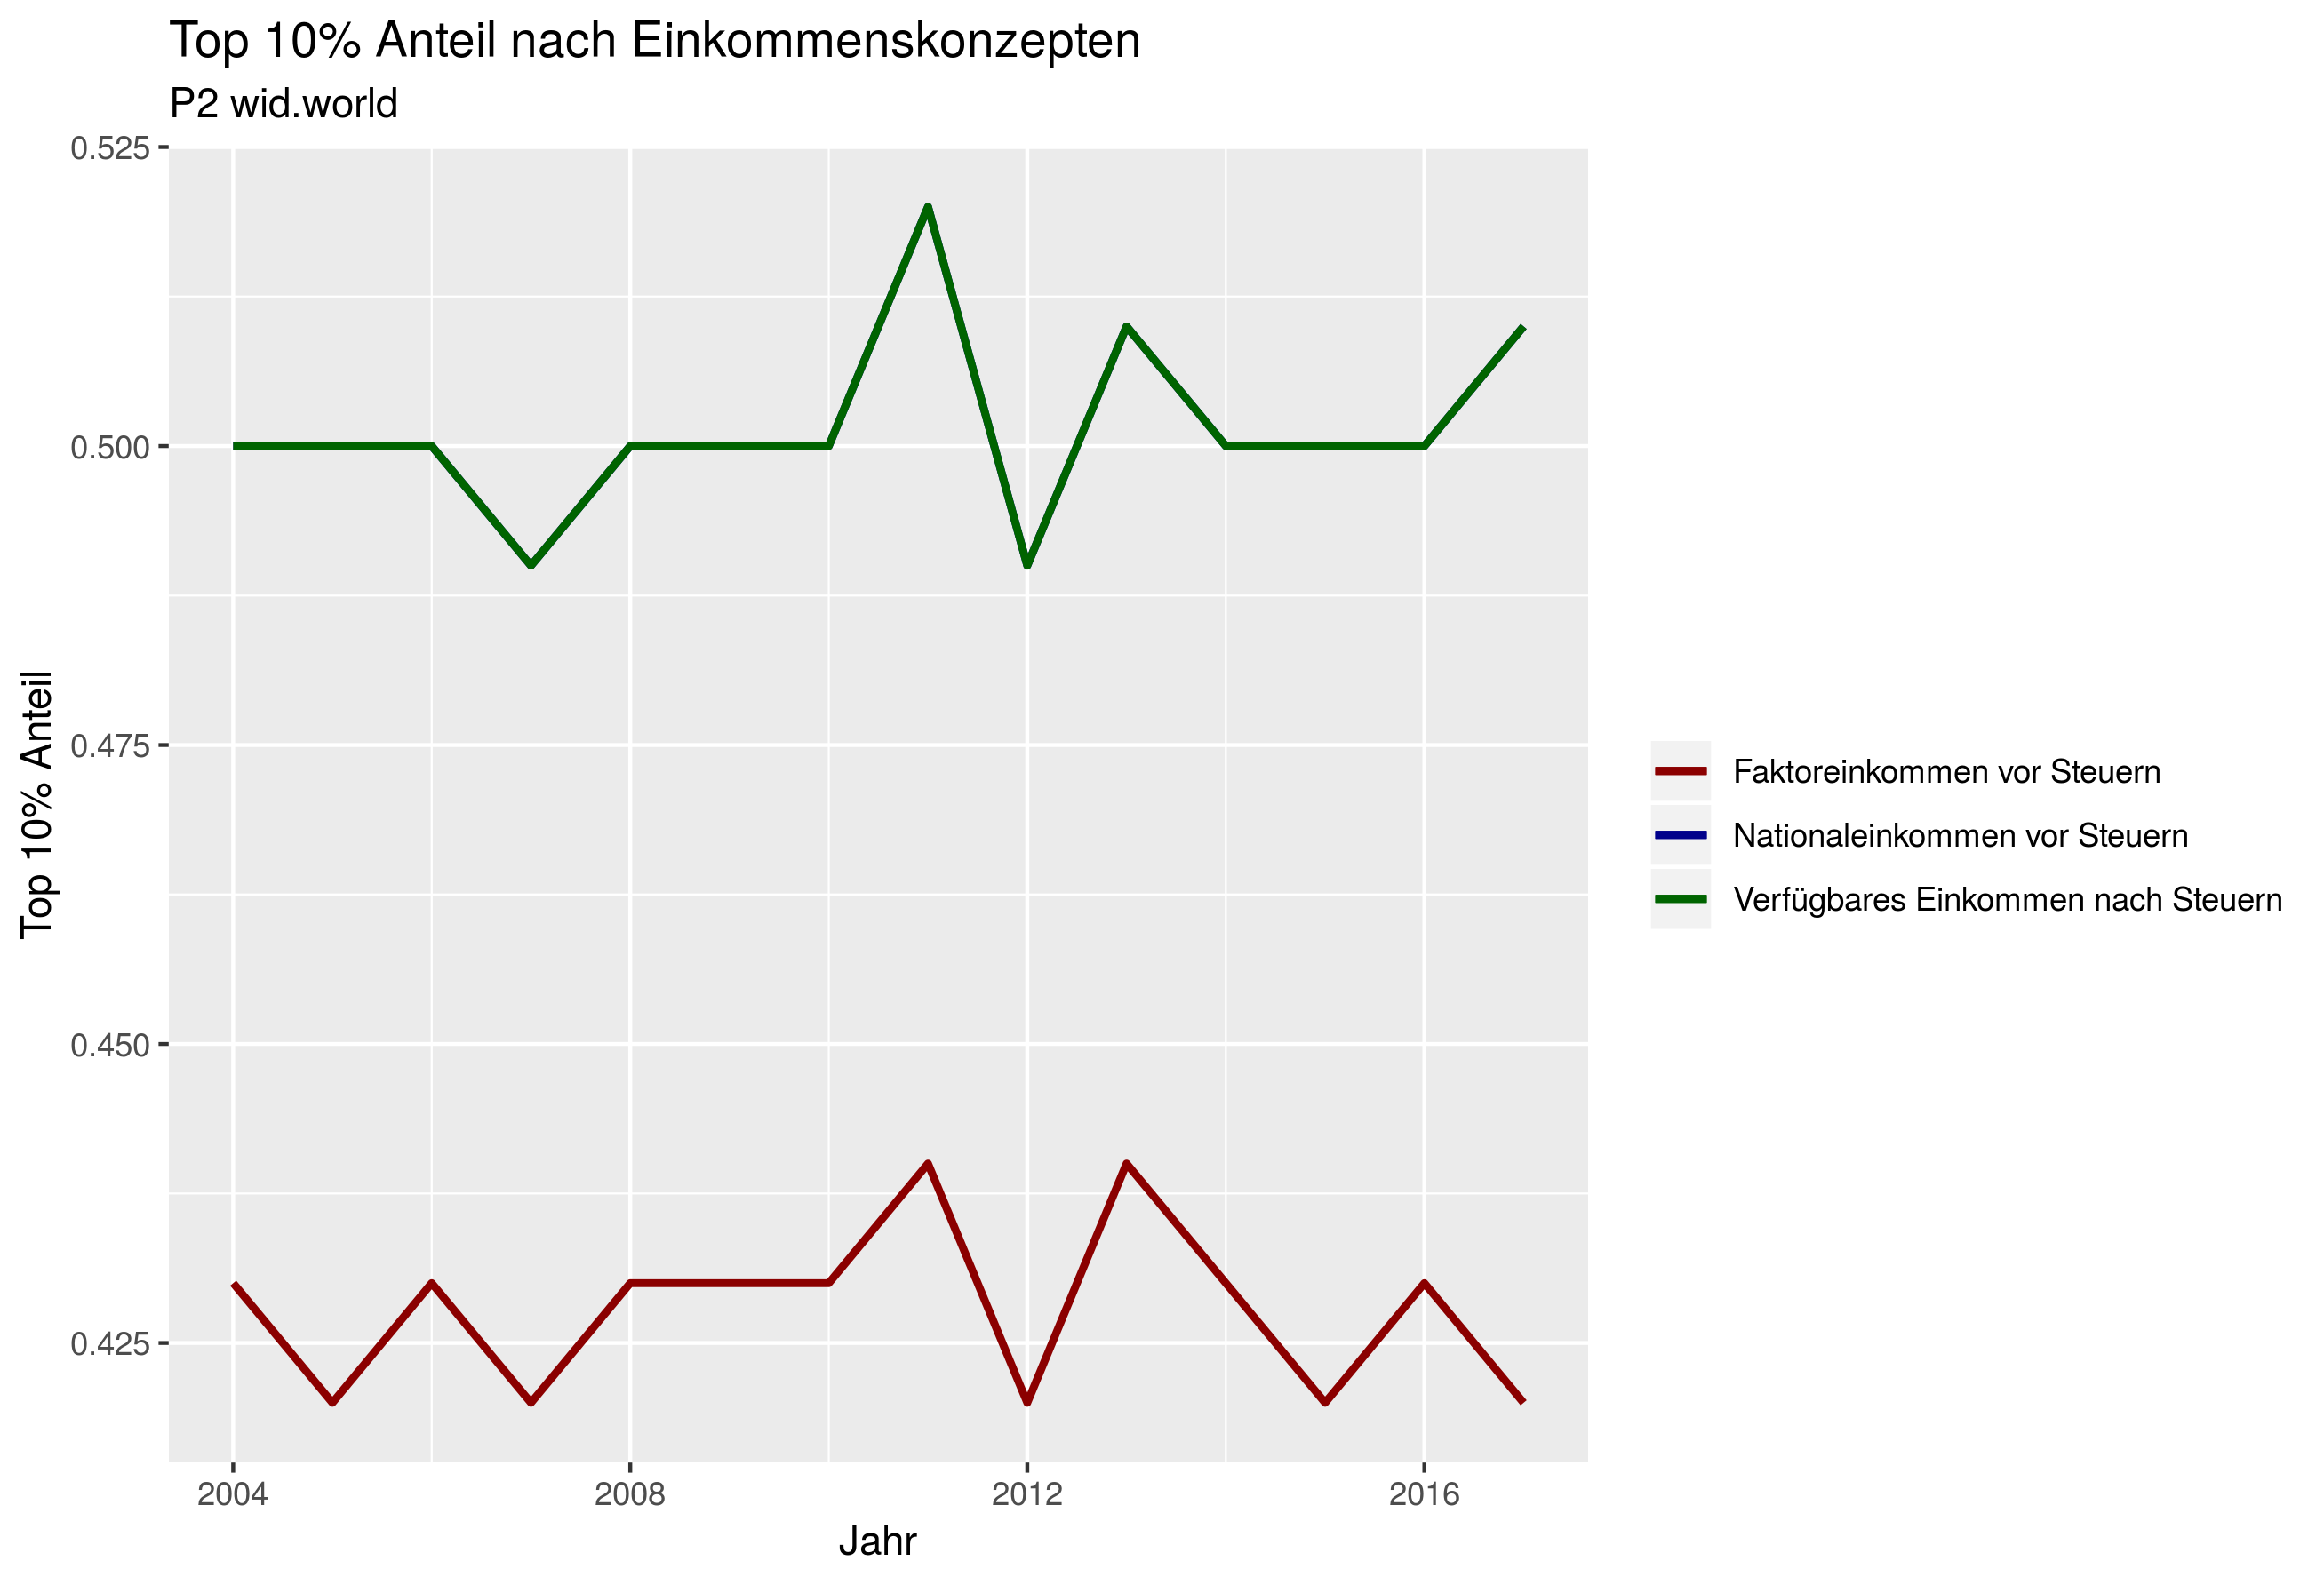 Top 10% Anteil nach Einkommenskonzepten
P2 wid.world
0.525
0.500
0.475
0.450
0.425
Top 10% Anteil
2004
2008
2012
2016
Jahr
Faktoreinkommen vor Steuern
Nationaleinkommen vor Steuern
Verfügbares Einkommen nach Steuern